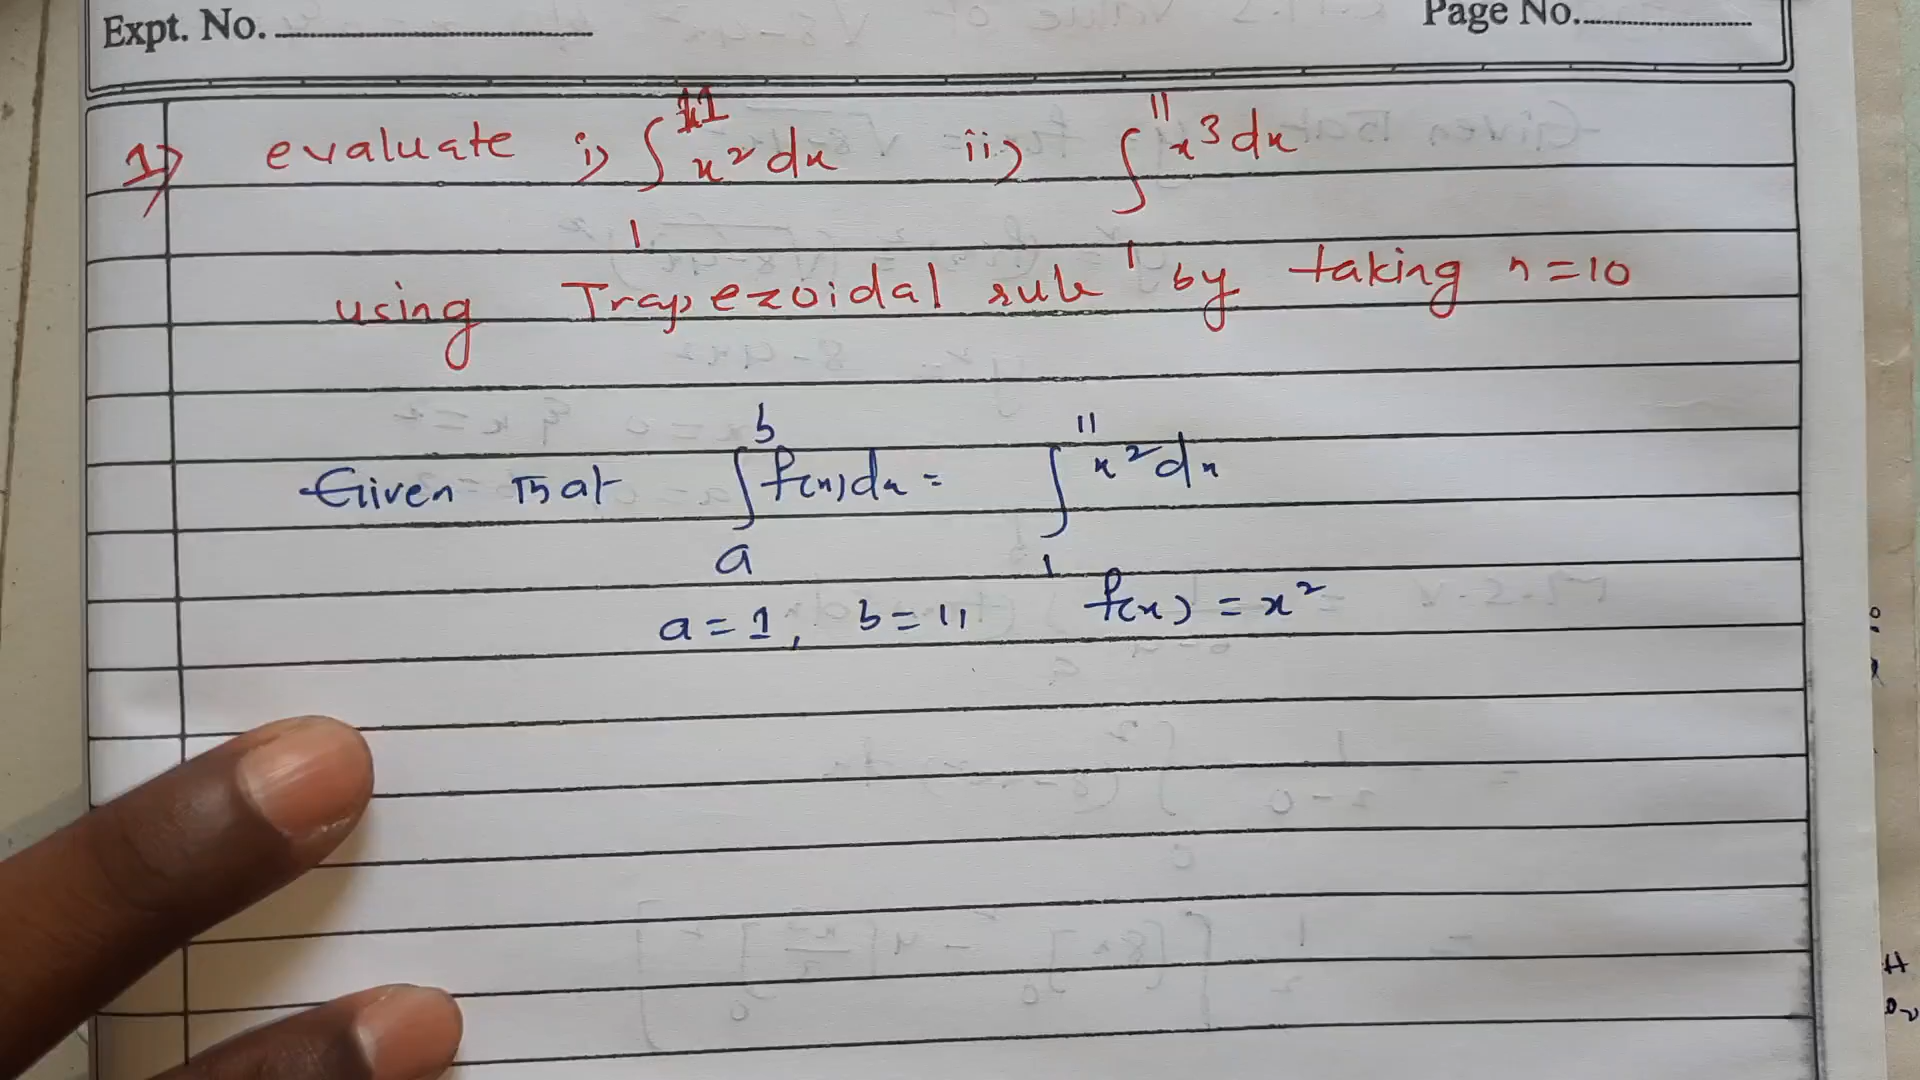 Expt. No. Page No.
1) evaluate i) ∫₁¹¹ x² dx ii) ∫₁¹¹ x³ dx
using Trapezoidal rule by taking n=10
Given That ∫ₐᵇ f(x)dx = ∫₁¹¹ x² dx
a = 1, b = 11 f(x) = x²